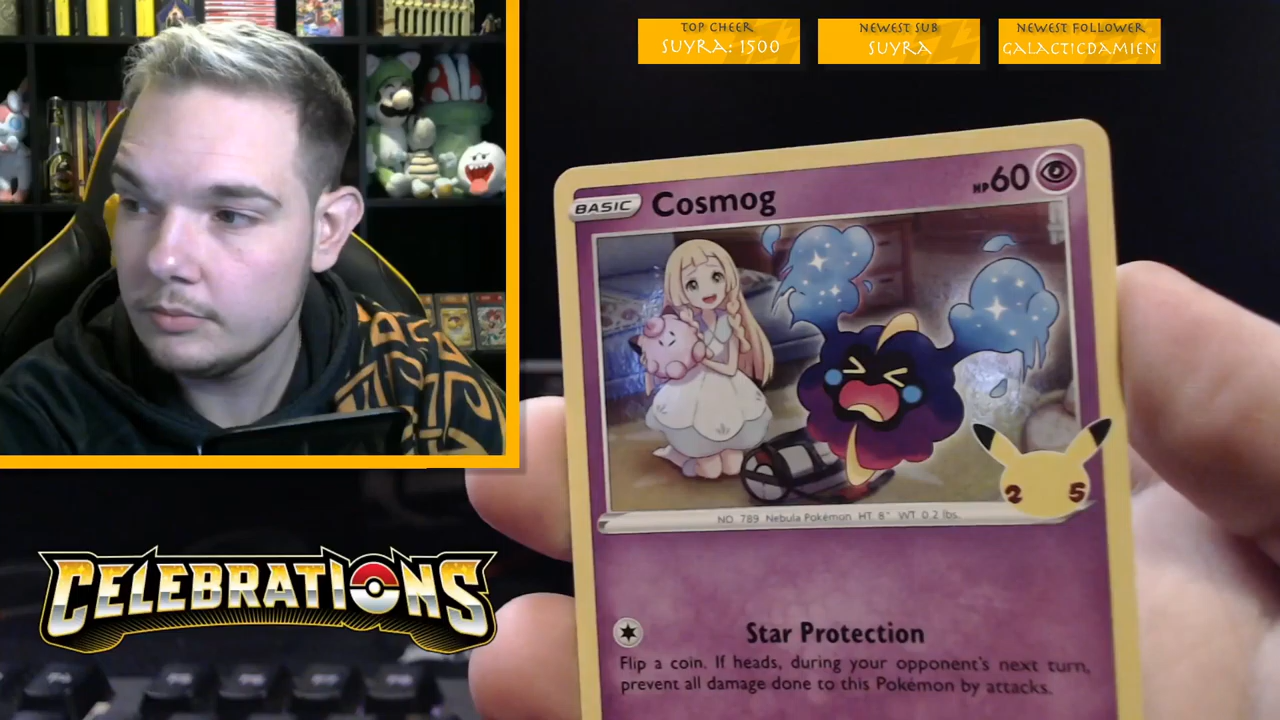 TOP CHEER
SUYRA: 1500
NEWEST SUB
SUYRA
NEWEST FOLLOWER
GALACTICDAMIEN
BASIC Cosmog HP60
25
NO. 789 Nebula Pokémon HT. 8" WT. 0.2 lbs.
CELEBRATIONS
Star Protection
Flip a coin. If heads, during your opponent's next turn,
prevent all damage done to this Pokémon by attacks.